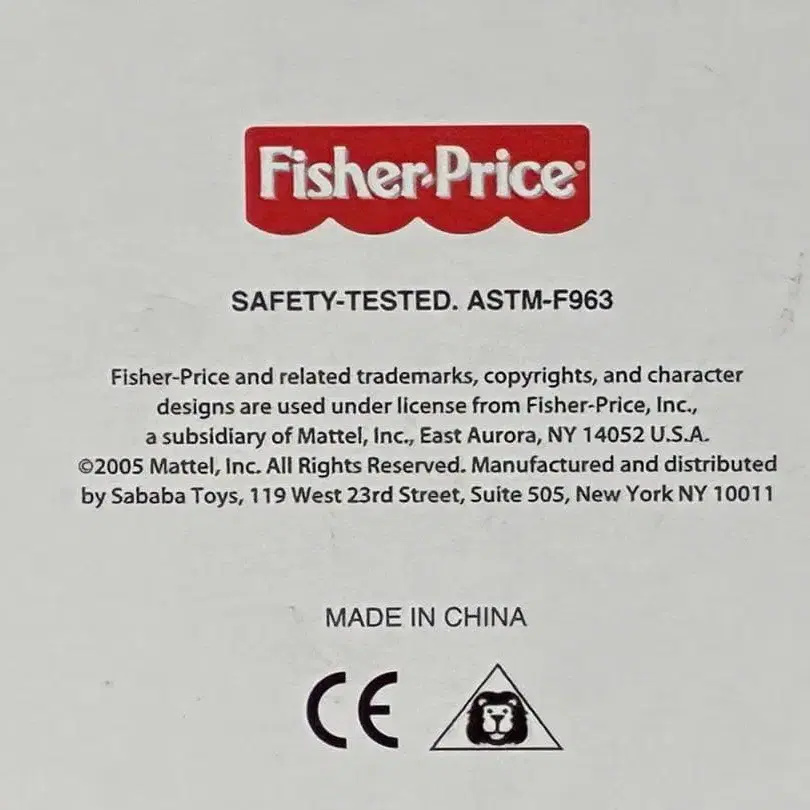 Fisher-Price
SAFETY-TESTED. ASTM-F963
Fisher-Price and related trademarks, copyrights, and character
designs are used under license from Fisher-Price, Inc.,
a subsidiary of Mattel, Inc., East Aurora, NY 14052 U.S.A.
©2005 Mattel, Inc. All Rights Reserved. Manufactured and distributed
by Sababa Toys, 119 West 23rd Street, Suite 505, New York NY 10011
MADE IN CHINA
CE